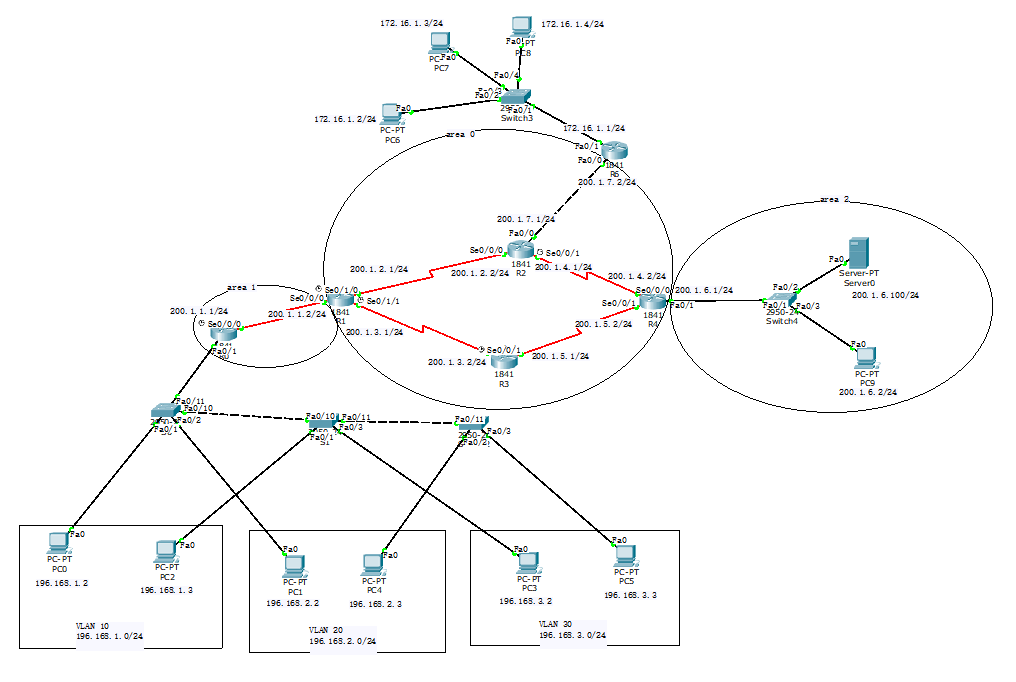 172.16.1.3/24
172.16.1.4/24
Fa0
PC8
Fa0
PC7
Fa0/4
Fa0/2
Fa0/1
Switch3
Fa0
172.16.1.2/24
PC-PT
PC6
172.16.1.1/24
area 0
Fa0/1
Fa0/0
1841
R6
200.1.7.2/24
area 2
200.1.7.1/24
Fa0/0
Se0/0/0
Se0/0/1
1841
R2
200.1.2.1/24
200.1.2.2/24
200.1.4.1/24
200.1.4.2/24
Fa0
Server-PT
Server0
200.1.6.100/24
area 1
Se0/1/0
Se0/0/0
Se0/1/1
1841
R1
Se0/0/0
200.1.6.1/24
Se0/0/1
Fa0/1
1841
R4
Fa0/2
Fa0/1
Fa0/3
2950-24
Switch4
200.1.1.1/24
200.1.1.2/24
Se0/0/0
Fa0/1
200.1.3.1/24
200.1.5.2/24
Se0/0/1
200.1.3.2/24
200.1.5.1/24
1841
R3
Fa0
PC-PT
PC9
200.1.6.2/24
Fa0/11
Fa0/10
Fa0/2
Fa0/1
Fa0/10
Fa0/11
Fa0/3
Fa0/1
S1
Fa0/11
Fa0/3
Fa0/2
Fa0
PC-PT
PC0
196.168.1.2
Fa0
PC-PT
PC2
196.168.1.3
VLAN 10
196.168.1.0/24
Fa0
PC-PT
PC1
196.168.2.2
Fa0
PC-PT
PC4
196.168.2.3
VLAN 20
196.168.2.0/24
Fa0
PC-PT
PC3
196.168.3.2
Fa0
PC-PT
PC5
196.168.3.3
VLAN 30
196.168.3.0/24